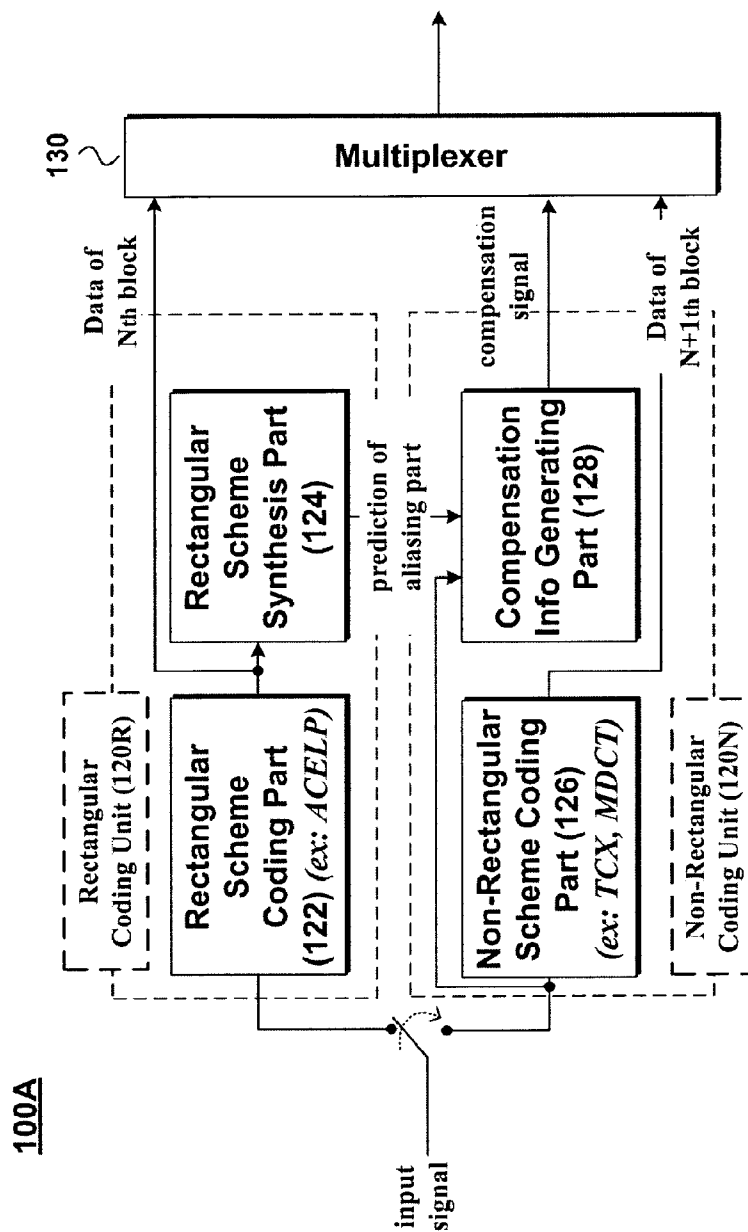 100A
input
signal
Rectangular
Coding Unit (120R)
Rectangular
Scheme
Coding Part
(122) (ex: ACELP)
Rectangular
Scheme
Synthesis Part
(124)
Data of
Nth block
prediction of
aliasing part
Non-Rectangular
Scheme Coding
Part (126)
(ex: TCX, MDCT)
Non-Rectangular
Coding Unit (120N)
Compensation
Info Generating
Part (128)
compensation
signal
Data of
N+1th block
130
Multiplexer